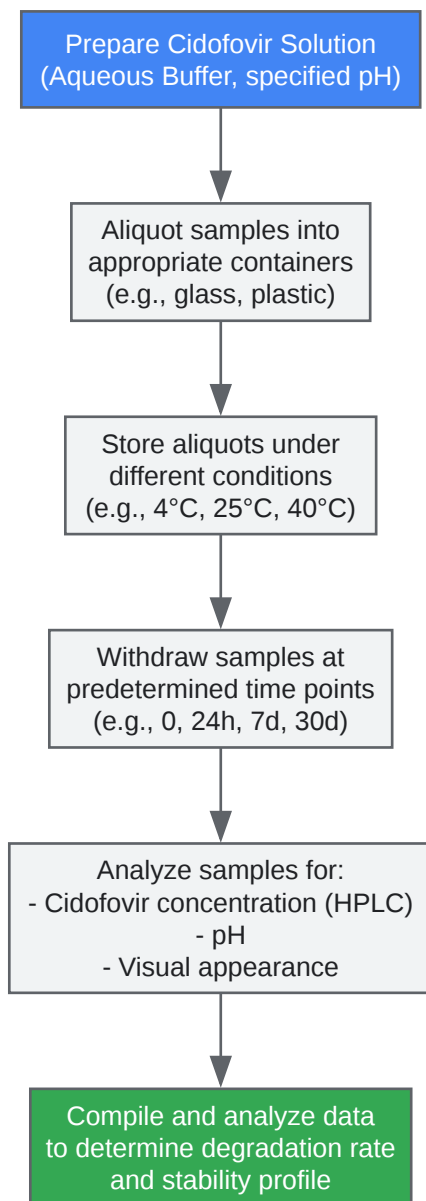 Prepare Cidofovir Solution
(Aqueous Buffer, specified pH)
Aliquot samples into
appropriate containers
(e.g., glass, plastic)
Store aliquots under
different conditions
(e.g., 4°C, 25°C, 40°C)
Withdraw samples at
predetermined time points
(e.g., 0, 24h, 7d, 30d)
Analyze samples for:
- Cidofovir concentration (HPLC)
- pH
- Visual appearance
Compile and analyze data
to determine degradation rate
and stability profile